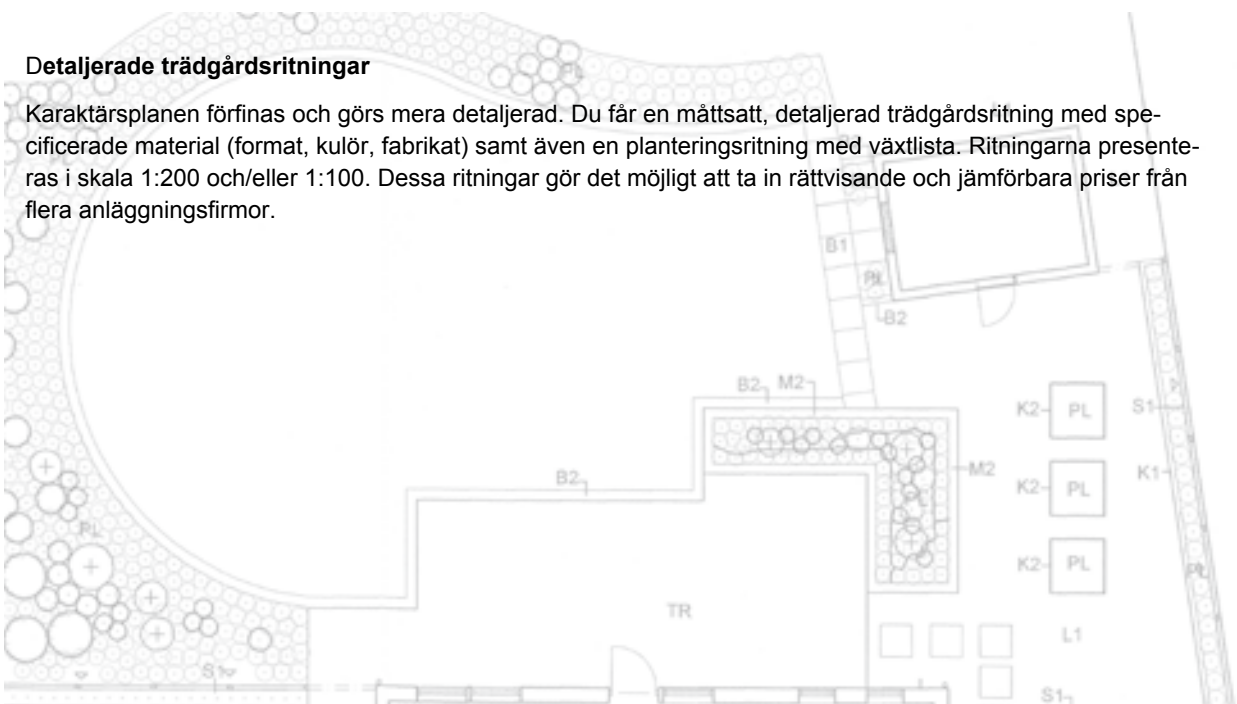 Detaljerade trädgårdsritningar
Karaktärsplanen förfinas och görs mera detaljerad. Du får en måttsatt, detaljerad trädgårdsritning med spe-
cificerade material (format, kulör, fabrikat) samt även en planteringsritning med växtlista. Ritningarna presente-
ras i skala 1:200 och/eller 1:100. Dessa ritningar gör det möjligt att ta in rättvisande och jämförbara priser från
flera anläggningsfirmor.
PL
B1
PL
B2
B2 M2
K2 PL S1
B2
M2 K2 PL K1
PL
K2 PL PL
TR
L1
S1
S1